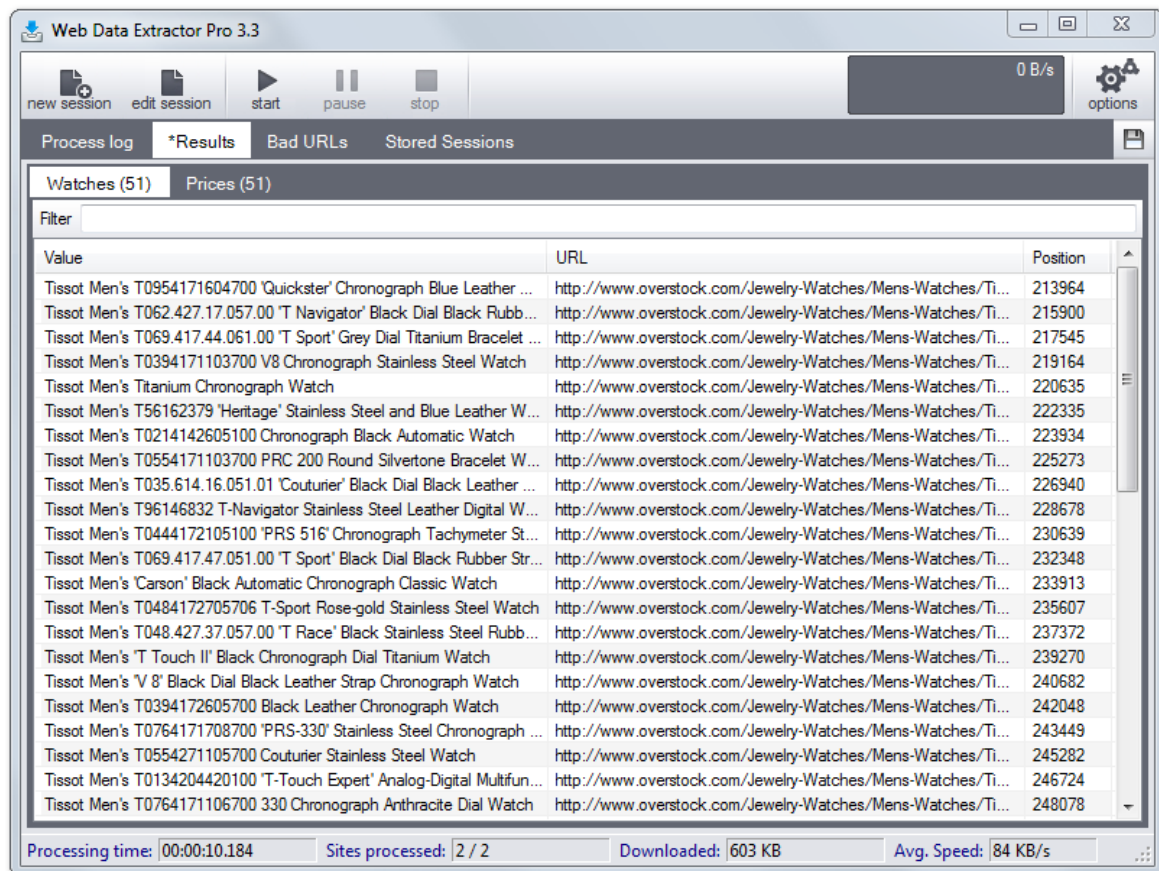 Web Data Extractor Pro 3.3
0 B/s
new session edit session start pause stop options
Process log *Results Bad URLs Stored Sessions
Watches (51) Prices (51)
Filter
Value URL Position
Tissot Men's T0954171604700 'Quickster' Chronograph Blue Leather ... http://www.overstock.com/Jewelry-Watches/Mens-Watches/Ti... 213964
Tissot Men's T062.427.17.057.00 'T Navigator' Black Dial Black Rubb... http://www.overstock.com/Jewelry-Watches/Mens-Watches/Ti... 215900
Tissot Men's T069.417.44.061.00 'T Sport' Grey Dial Titanium Bracelet ... http://www.overstock.com/Jewelry-Watches/Mens-Watches/Ti... 217545
Tissot Men's T0394171103700 V8 Chronograph Stainless Steel Watch http://www.overstock.com/Jewelry-Watches/Mens-Watches/Ti... 219164
Tissot Men's Titanium Chronograph Watch http://www.overstock.com/Jewelry-Watches/Mens-Watches/Ti... 220635
Tissot Men's T56162379 'Heritage' Stainless Steel and Blue Leather W... http://www.overstock.com/Jewelry-Watches/Mens-Watches/Ti... 222335
Tissot Men's T0214142605100 Chronograph Black Automatic Watch http://www.overstock.com/Jewelry-Watches/Mens-Watches/Ti... 223934
Tissot Men's T0554171103700 PRC 200 Round Silvertone Bracelet W... http://www.overstock.com/Jewelry-Watches/Mens-Watches/Ti... 225273
Tissot Men's T035.614.16.051.01 'Couturier' Black Dial Black Leather ... http://www.overstock.com/Jewelry-Watches/Mens-Watches/Ti... 226940
Tissot Men's T96146832 T-Navigator Stainless Steel Leather Digital W... http://www.overstock.com/Jewelry-Watches/Mens-Watches/Ti... 228678
Tissot Men's T0444172105100 'PRS 516' Chronograph Tachymeter St... http://www.overstock.com/Jewelry-Watches/Mens-Watches/Ti... 230639
Tissot Men's T069.417.47.051.00 'T Sport' Black Dial Black Rubber Str... http://www.overstock.com/Jewelry-Watches/Mens-Watches/Ti... 232348
Tissot Men's 'Carson' Black Automatic Chronograph Classic Watch http://www.overstock.com/Jewelry-Watches/Mens-Watches/Ti... 233913
Tissot Men's T0484172705706 T-Sport Rose-gold Stainless Steel Watch http://www.overstock.com/Jewelry-Watches/Mens-Watches/Ti... 235607
Tissot Men's T048.427.37.057.00 'T Race' Black Stainless Steel Rubb... http://www.overstock.com/Jewelry-Watches/Mens-Watches/Ti... 237372
Tissot Men's 'T Touch II' Black Chronograph Dial Titanium Watch http://www.overstock.com/Jewelry-Watches/Mens-Watches/Ti... 239270
Tissot Men's 'V 8' Black Dial Black Leather Strap Chronograph Watch http://www.overstock.com/Jewelry-Watches/Mens-Watches/Ti... 240682
Tissot Men's T0394172605700 Black Leather Chronograph Watch http://www.overstock.com/Jewelry-Watches/Mens-Watches/Ti... 242048
Tissot Men's T0764171708700 'PRS-330' Stainless Steel Chronograph ... http://www.overstock.com/Jewelry-Watches/Mens-Watches/Ti... 243449
Tissot Men's T0554271105700 Couturier Stainless Steel Watch http://www.overstock.com/Jewelry-Watches/Mens-Watches/Ti... 245282
Tissot Men's T0134204420100 'T-Touch Expert' Analog-Digital Multifun... http://www.overstock.com/Jewelry-Watches/Mens-Watches/Ti... 246724
Tissot Men's T0764171106700 330 Chronograph Anthracite Dial Watch http://www.overstock.com/Jewelry-Watches/Mens-Watches/Ti... 248078
Processing time: 00:00:10.184 Sites processed: 2 / 2 Downloaded: 603 KB Avg. Speed: 84 KB/s